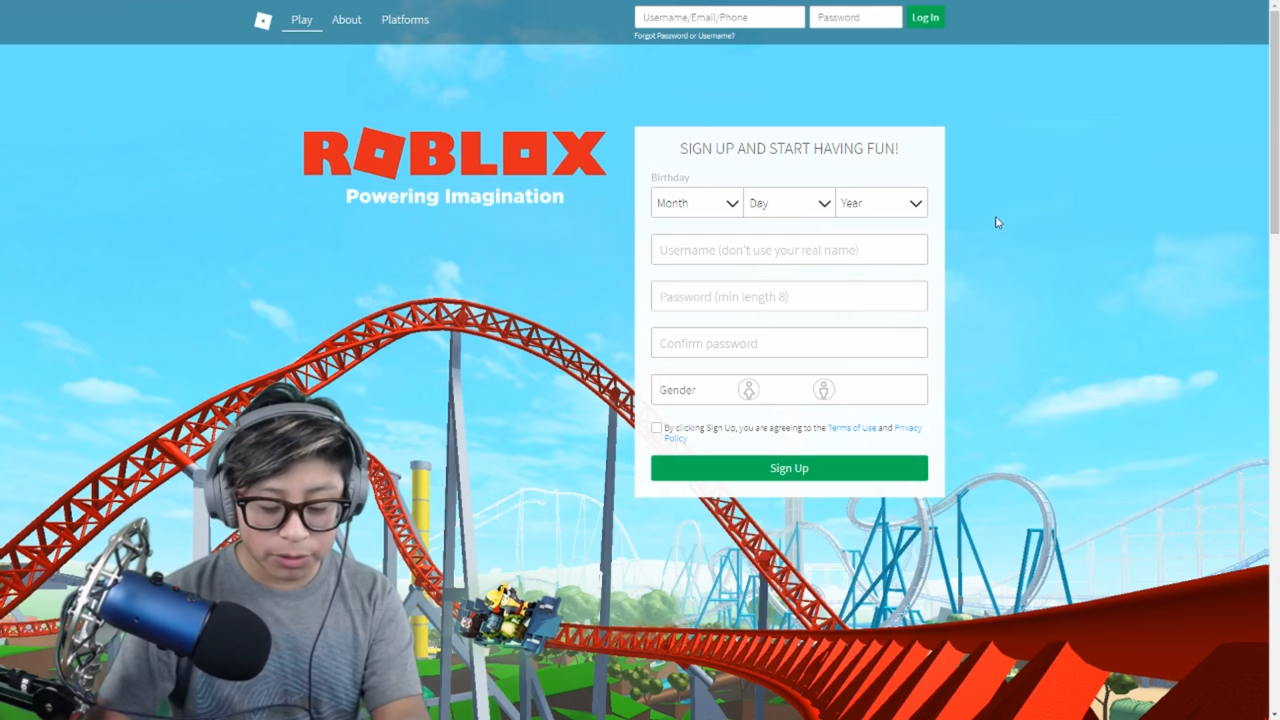 Play
About
Platforms
Username/Email/Phone
Password
Log In
Forgot Password or Username?
ROBLOX
Powering Imagination
SIGN UP AND START HAVING FUN!
Birthday
Month
Day
Year
Username (don't use your real name)
Password (min length 8)
Confirm password
Gender
By clicking Sign Up, you are agreeing to the Terms of Use and Privacy
Policy
Sign Up